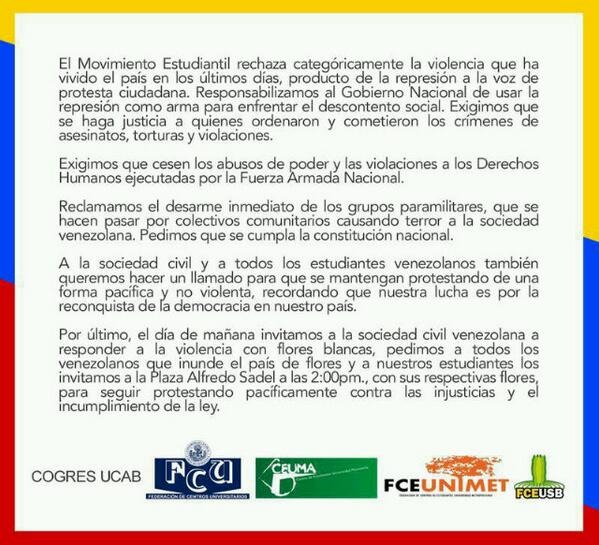 El Movimiento Estudiantil rechaza categóricamente la violencia que ha
vivido el país en los últimos días, producto de la represión a la voz de
protesta ciudadana. Responsabilizamos al Gobierno Nacional de usar la
represión como arma para enfrentar el descontento social. Exigimos que
se haga justicia a quienes ordenaron y cometieron los crímenes de
asesinatos, torturas y violaciones.
Exigimos que cesen los abusos de poder y las violaciones a los Derechos
Humanos ejecutadas por la Fuerza Armada Nacional.
Reclamamos el desarme inmediato de los grupos paramilitares, que se
hacen pasar por colectivos comunitarios causando terror a la sociedad
venezolana. Pedimos que se cumpla la constitución nacional.
A la sociedad civil y a todos los estudiantes venezolanos también
queremos hacer un llamado para que se mantengan protestando de una
forma pacífica y no violenta, recordando que nuestra lucha es por la
reconquista de la democracia en nuestro país.
Por último, el día de mañana invitamos a la sociedad civil venezolana a
responder a la violencia con flores blancas, pedimos a todos los
venezolanos que inunde el país de flores y a nuestros estudiantes los
invitamos a la Plaza Alfredo Sadel a las 2:00pm., con sus respectivas flores,
para seguir protestando pacíficamente contra las injusticias y el
incumplimiento de la ley.
COGRES UCAB
FCU
FEDERACIÓN DE CENTROS UNIVERSITARIOS
CEUMA
FCEUNIMET
FCEUSB